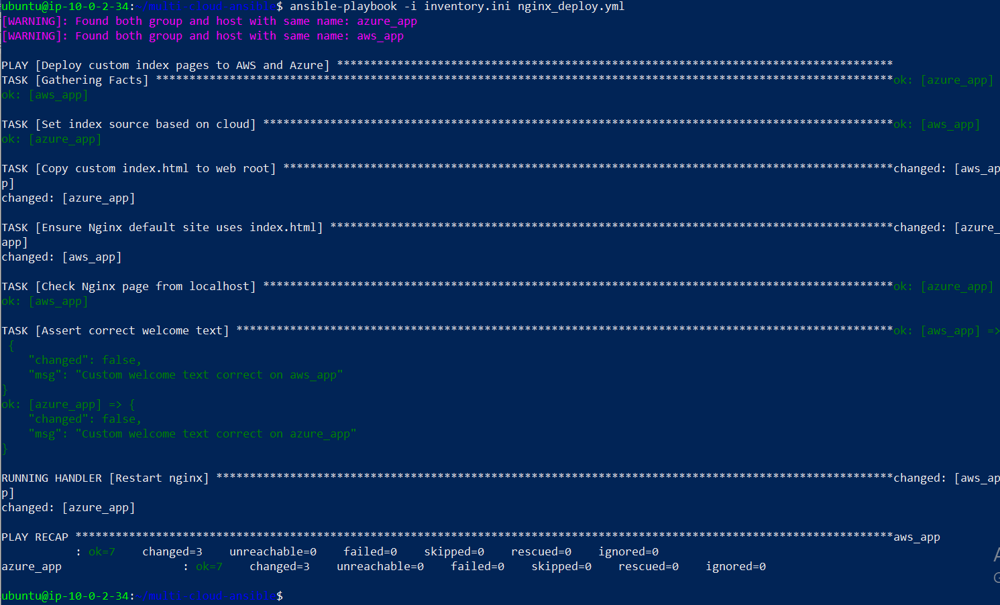 ubuntu@ip-10-0-2-34:~/multi-cloud-ansible$ ansible-playbook -i inventory.ini nginx_deploy.yml
[WARNING]: Found both group and host with same name: azure_app
[WARNING]: Found both group and host with same name: aws_app
PLAY [Deploy custom index pages to AWS and Azure] ***********************************************************************************
TASK [Gathering Facts] **************************************************************************************************************ok: [azure_app]
ok: [aws_app]
TASK [Set index source based on cloud] **********************************************************************************************ok: [aws_app]
ok: [azure_app]
TASK [Copy custom index.html to web root] *******************************************************************************************changed: [aws_ap
p]
changed: [azure_app]
TASK [Ensure Nginx default site uses index.html] ************************************************************************************changed: [azure_
app]
changed: [aws_app]
TASK [Check Nginx page from localhost] **********************************************************************************************ok: [azure_app]
ok: [aws_app]
TASK [Assert correct welcome text] **************************************************************************************************ok: [aws_app] =>
 {
    "changed": false,
    "msg": "Custom welcome text correct on aws_app"
}
ok: [azure_app] => {
    "changed": false,
    "msg": "Custom welcome text correct on azure_app"
}
RUNNING HANDLER [Restart nginx] *****************************************************************************************************changed: [aws_ap
p]
changed: [azure_app]
PLAY RECAP **************************************************************************************************************************aws_app
           : ok=7    changed=3    unreachable=0    failed=0    skipped=0    rescued=0    ignored=0
azure_app                  : ok=7    changed=3    unreachable=0    failed=0    skipped=0    rescued=0    ignored=0
ubuntu@ip-10-0-2-34:~/multi-cloud-ansible$